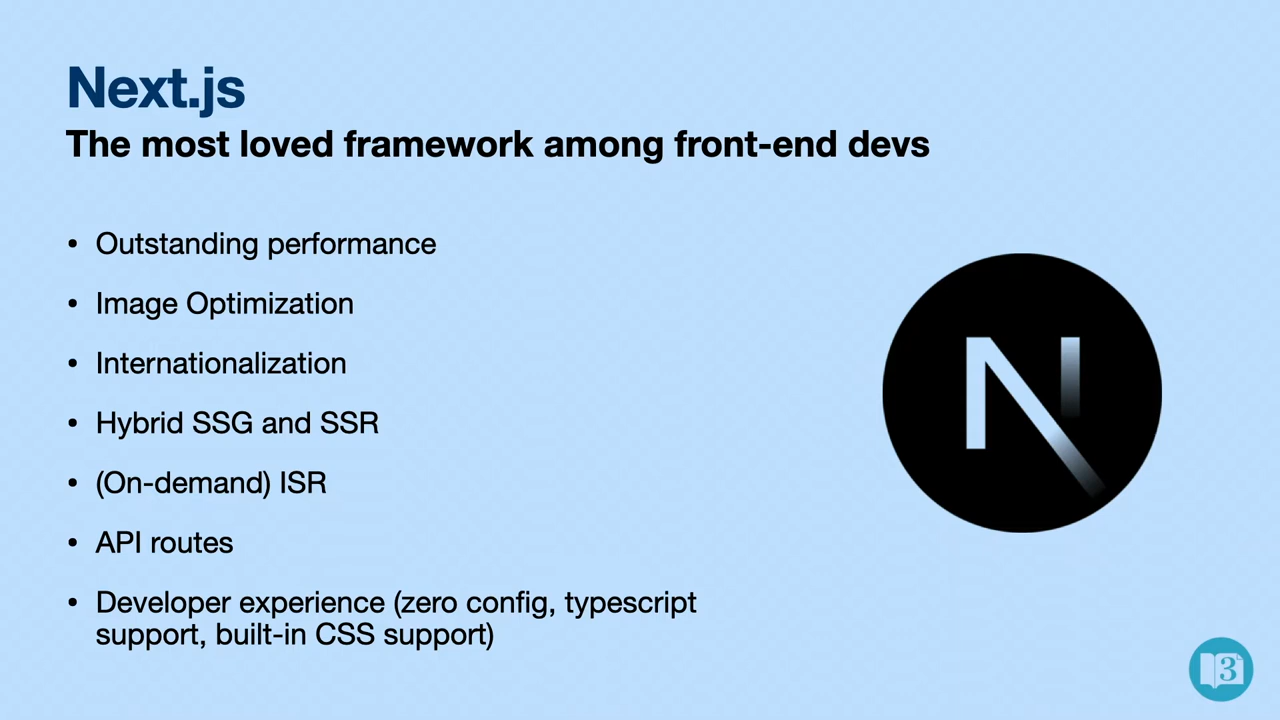 Next.js
The most loved framework among front-end devs
• Outstanding performance
• Image Optimization
• Internationalization
• Hybrid SSG and SSR
• (On-demand) ISR
• API routes
• Developer experience (zero config, typescript
support, built-in CSS support)
N
3